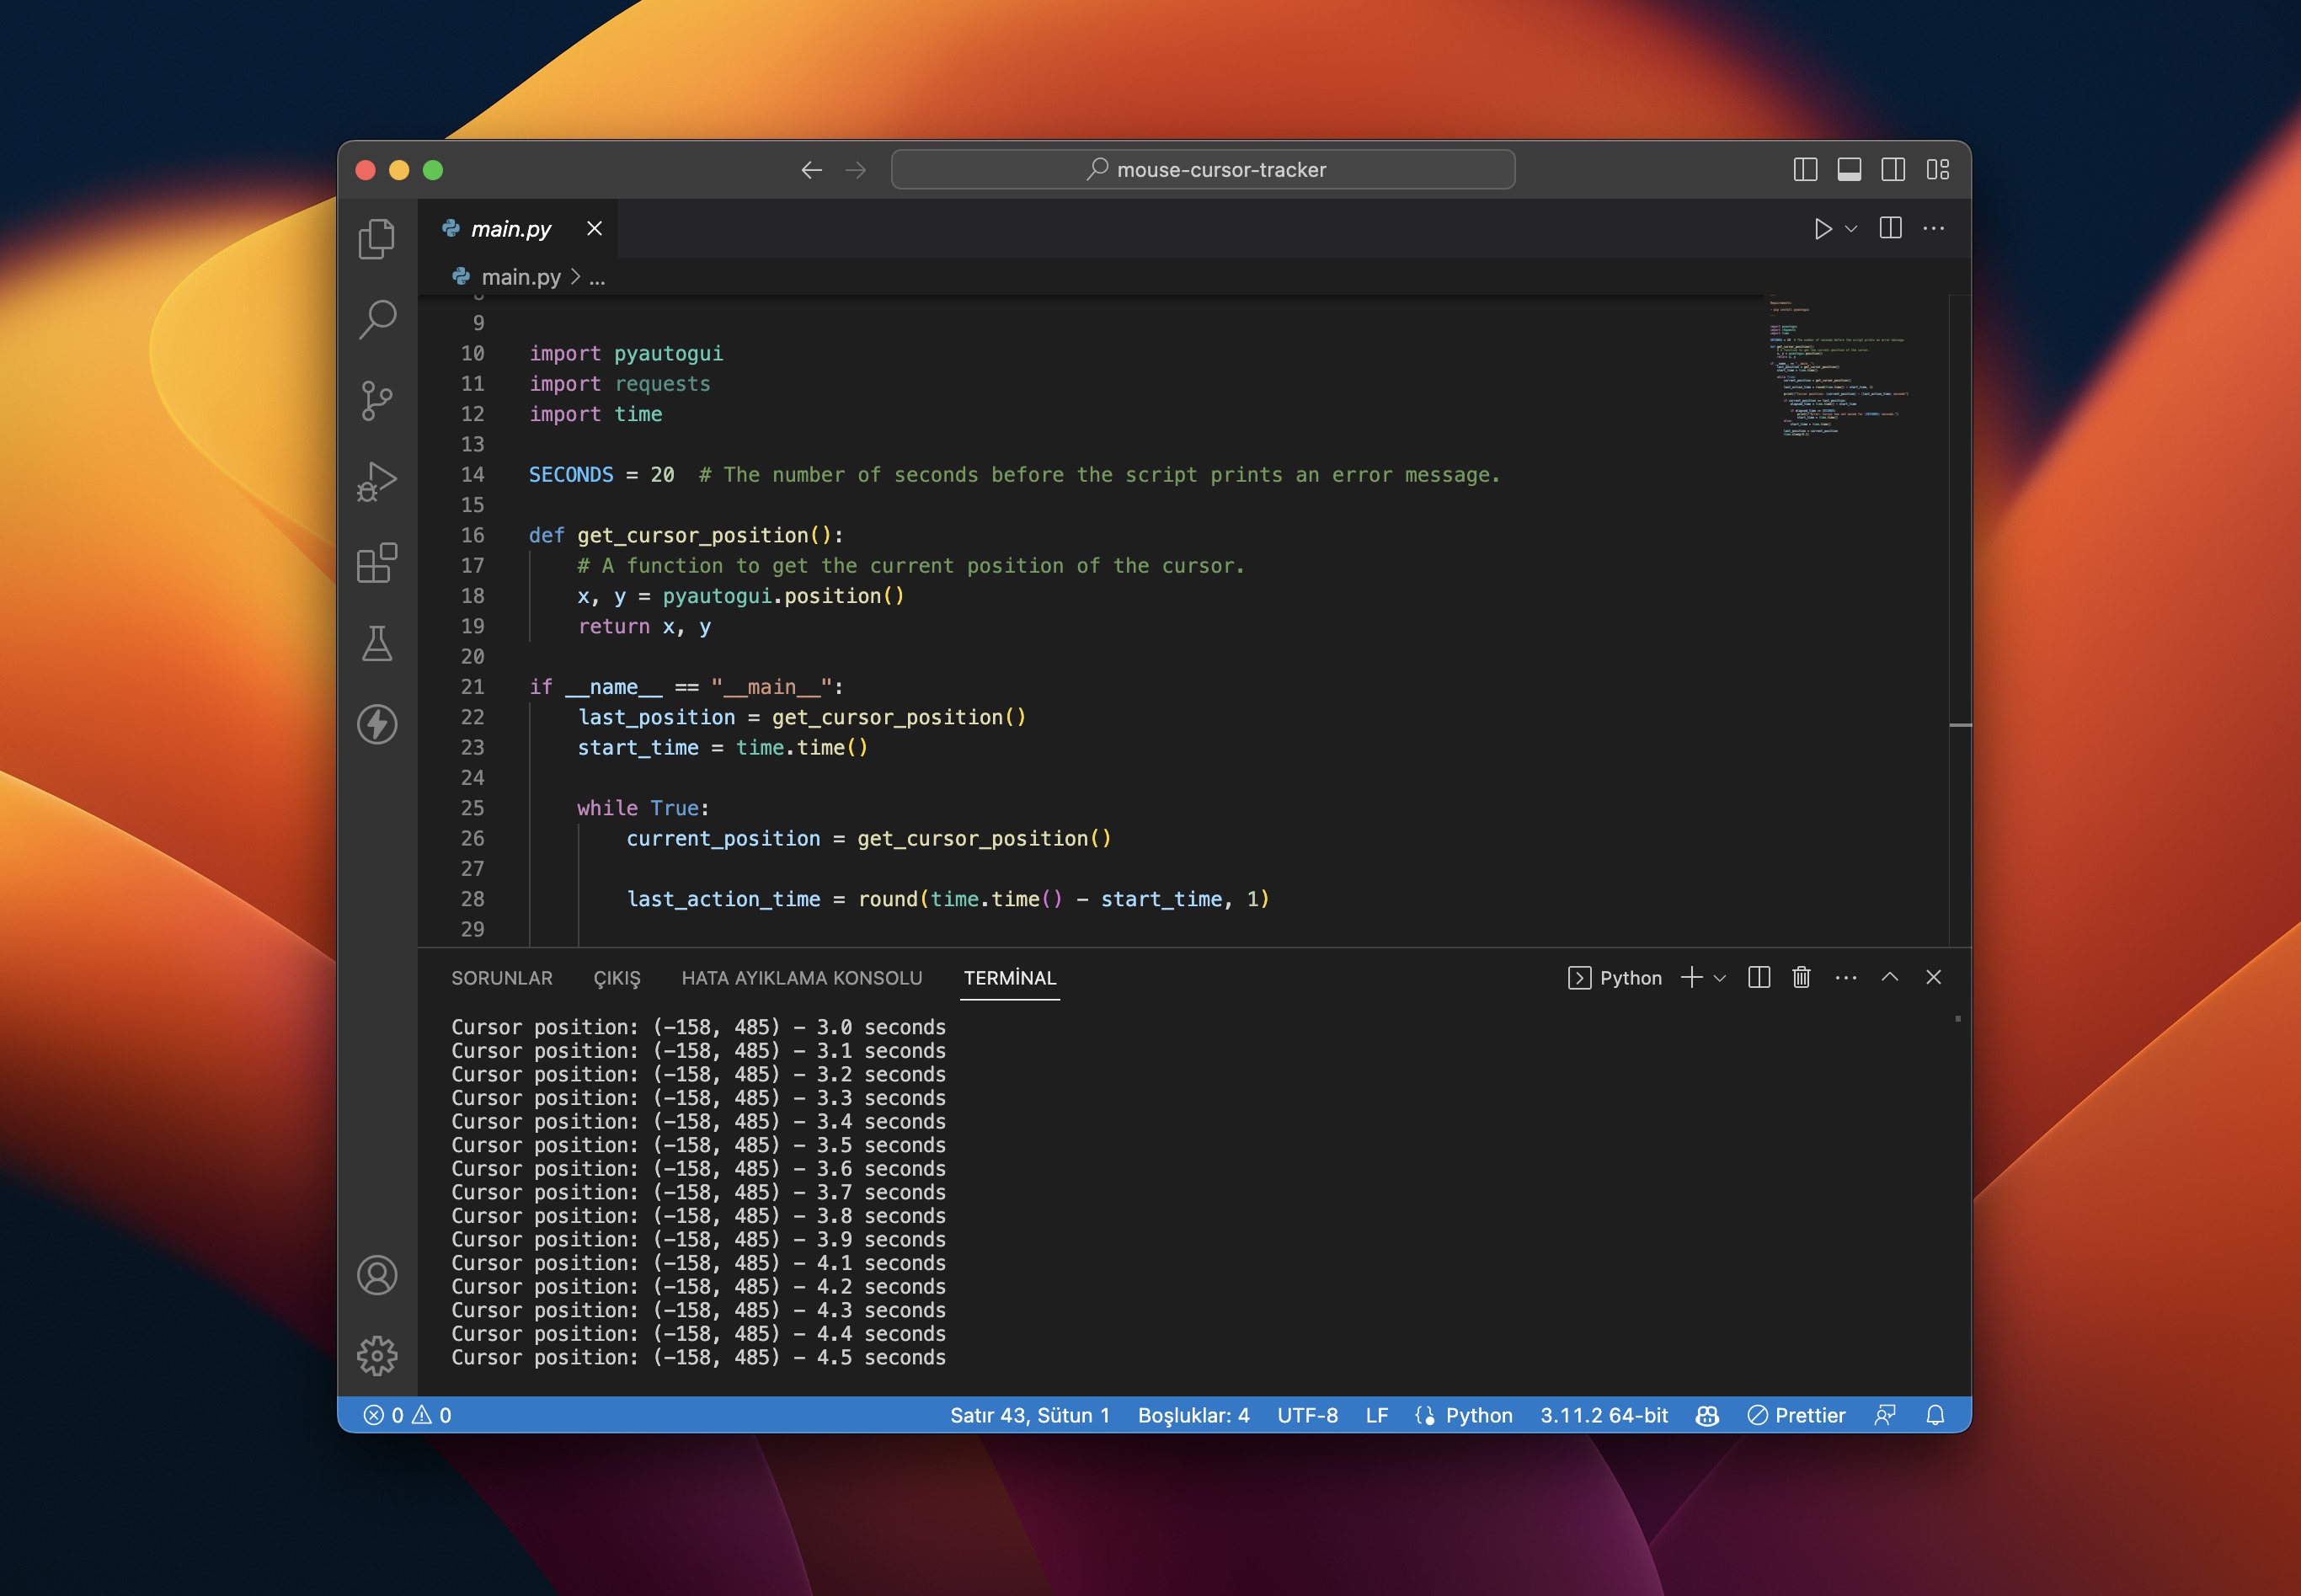 mouse-cursor-tracker
main.py
main.py > ...
9
10 import pyautogui
11 import requests
12 import time
13
14 SECONDS = 20  # The number of seconds before the script prints an error message.
15
16 def get_cursor_position():
17     # A function to get the current position of the cursor.
18     x, y = pyautogui.position()
19     return x, y
20
21 if __name__ == "__main__":
22     last_position = get_cursor_position()
23     start_time = time.time()
24
25     while True:
26         current_position = get_cursor_position()
27
28         last_action_time = round(time.time() - start_time, 1)
29
SORUNLAR ÇIKIŞ HATA AYIKLAMA KONSOLU TERMİNAL Python
Cursor position: (-158, 485) - 3.0 seconds
Cursor position: (-158, 485) - 3.1 seconds
Cursor position: (-158, 485) - 3.2 seconds
Cursor position: (-158, 485) - 3.3 seconds
Cursor position: (-158, 485) - 3.4 seconds
Cursor position: (-158, 485) - 3.5 seconds
Cursor position: (-158, 485) - 3.6 seconds
Cursor position: (-158, 485) - 3.7 seconds
Cursor position: (-158, 485) - 3.8 seconds
Cursor position: (-158, 485) - 3.9 seconds
Cursor position: (-158, 485) - 4.1 seconds
Cursor position: (-158, 485) - 4.2 seconds
Cursor position: (-158, 485) - 4.3 seconds
Cursor position: (-158, 485) - 4.4 seconds
Cursor position: (-158, 485) - 4.5 seconds
0 0 Satır 43, Sütun 1 Boşluklar: 4 UTF-8 LF Python 3.11.2 64-bit Prettier